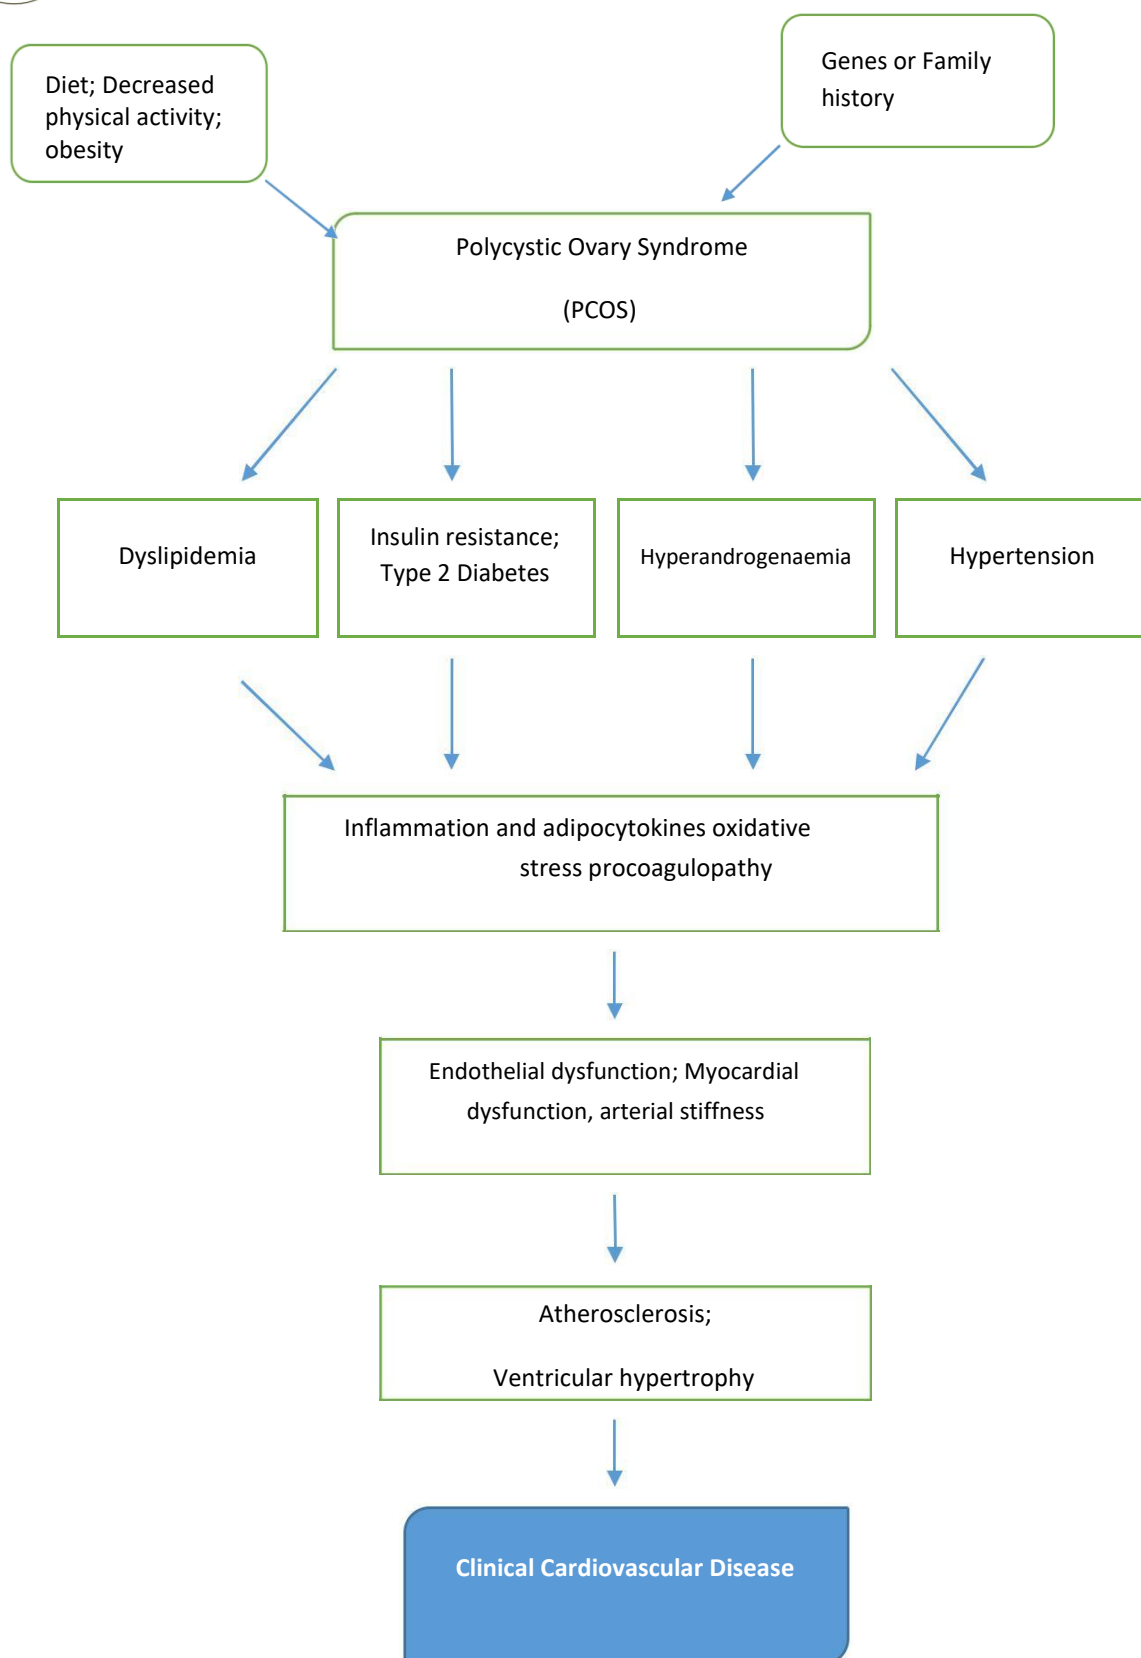 Diet; Decreased
physical activity;
obesity
Genes or Family
history
Polycystic Ovary Syndrome
(PCOS)
Dyslipidemia
Insulin resistance;
Type 2 Diabetes
Hyperandrogenaemia
Hypertension
Inflammation and adipocytokines oxidative
stress procoagulopathy
Endothelial dysfunction; Myocardial
dysfunction, arterial stiffness
Atherosclerosis;
Ventricular hypertrophy
Clinical Cardiovascular Disease